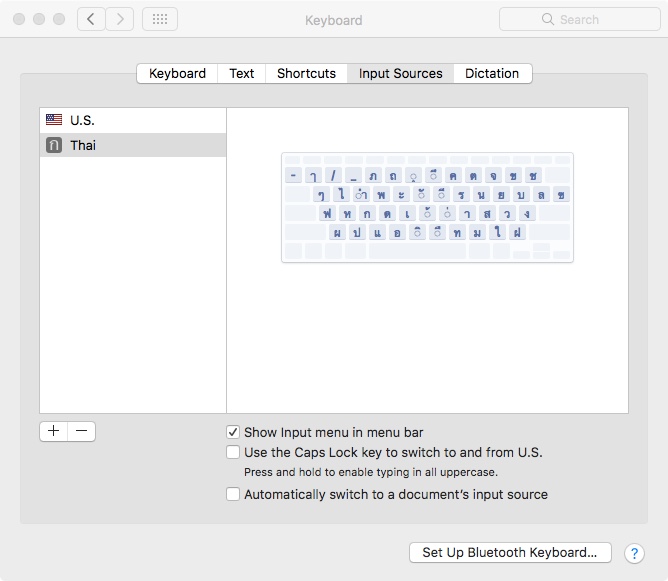 Keyboard
Search
Keyboard Text Shortcuts Input Sources Dictation
U.S.
ก Thai
- ๅ / _ ภ ถ ◌ุ ◌ึ ค ต จ ข ช
ๆ ไ ◌ำ พ ะ ◌ั ◌ี ร น ย บ ล ฃ
ฟ ห ก ด เ ◌้ ◌่ า ส ว ง
ผ ป แ อ ◌ิ ◌ื ท ม ใ ฝ
Show Input menu in menu bar
Use the Caps Lock key to switch to and from U.S.
Press and hold to enable typing in all uppercase.
Automatically switch to a document's input source
Set Up Bluetooth Keyboard... ?